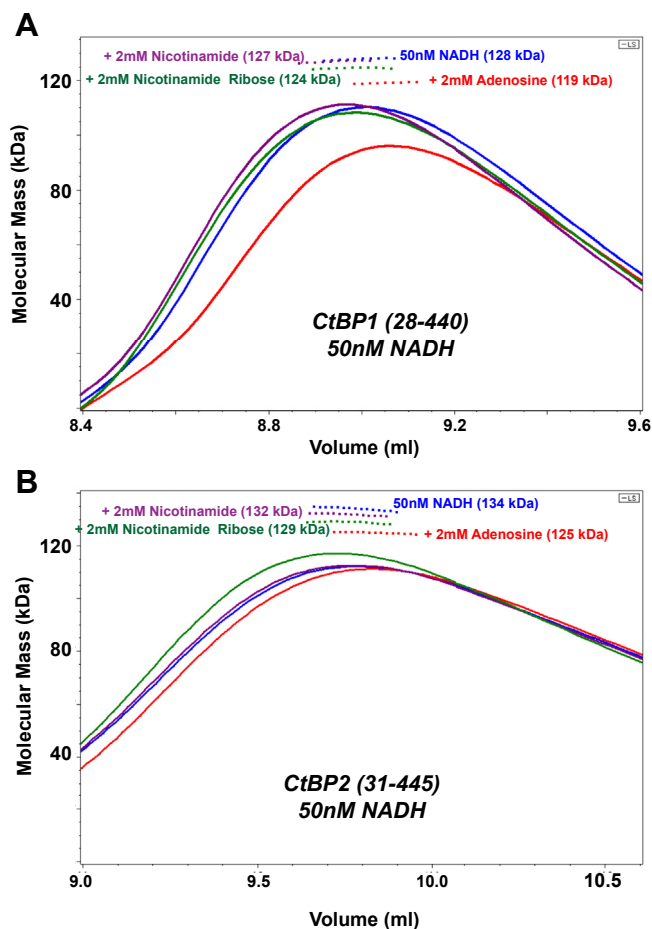 A
LS
+ 2mM Nicotinamide (127 kDa)
50nM NADH (128 kDa)
+ 2mM Nicotinamide Ribose (124 kDa)
+ 2mM Adenosine (119 kDa)
120
80
40
Molecular Mass (kDa)
CtBP1 (28-440)
50nM NADH
8.4 8.8 9.2 9.6
Volume (ml)
B
LS
+ 2mM Nicotinamide (132 kDa)
50nM NADH (134 kDa)
+ 2mM Nicotinamide Ribose (129 kDa)
+ 2mM Adenosine (125 kDa)
120
80
40
Molecular Mass (kDa)
CtBP2 (31-445)
50nM NADH
9.0 9.5 10.0 10.5
Volume (ml)